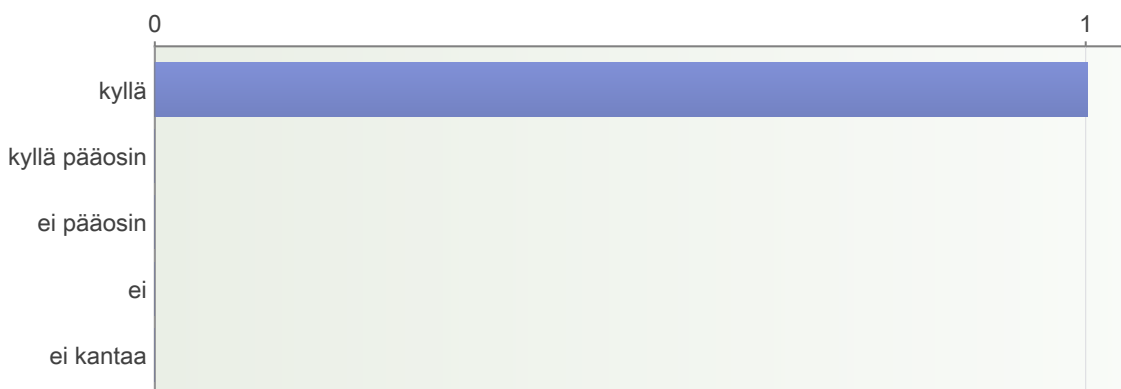 0 1
kyllä
kyllä pääosin
ei pääosin
ei
ei kantaa